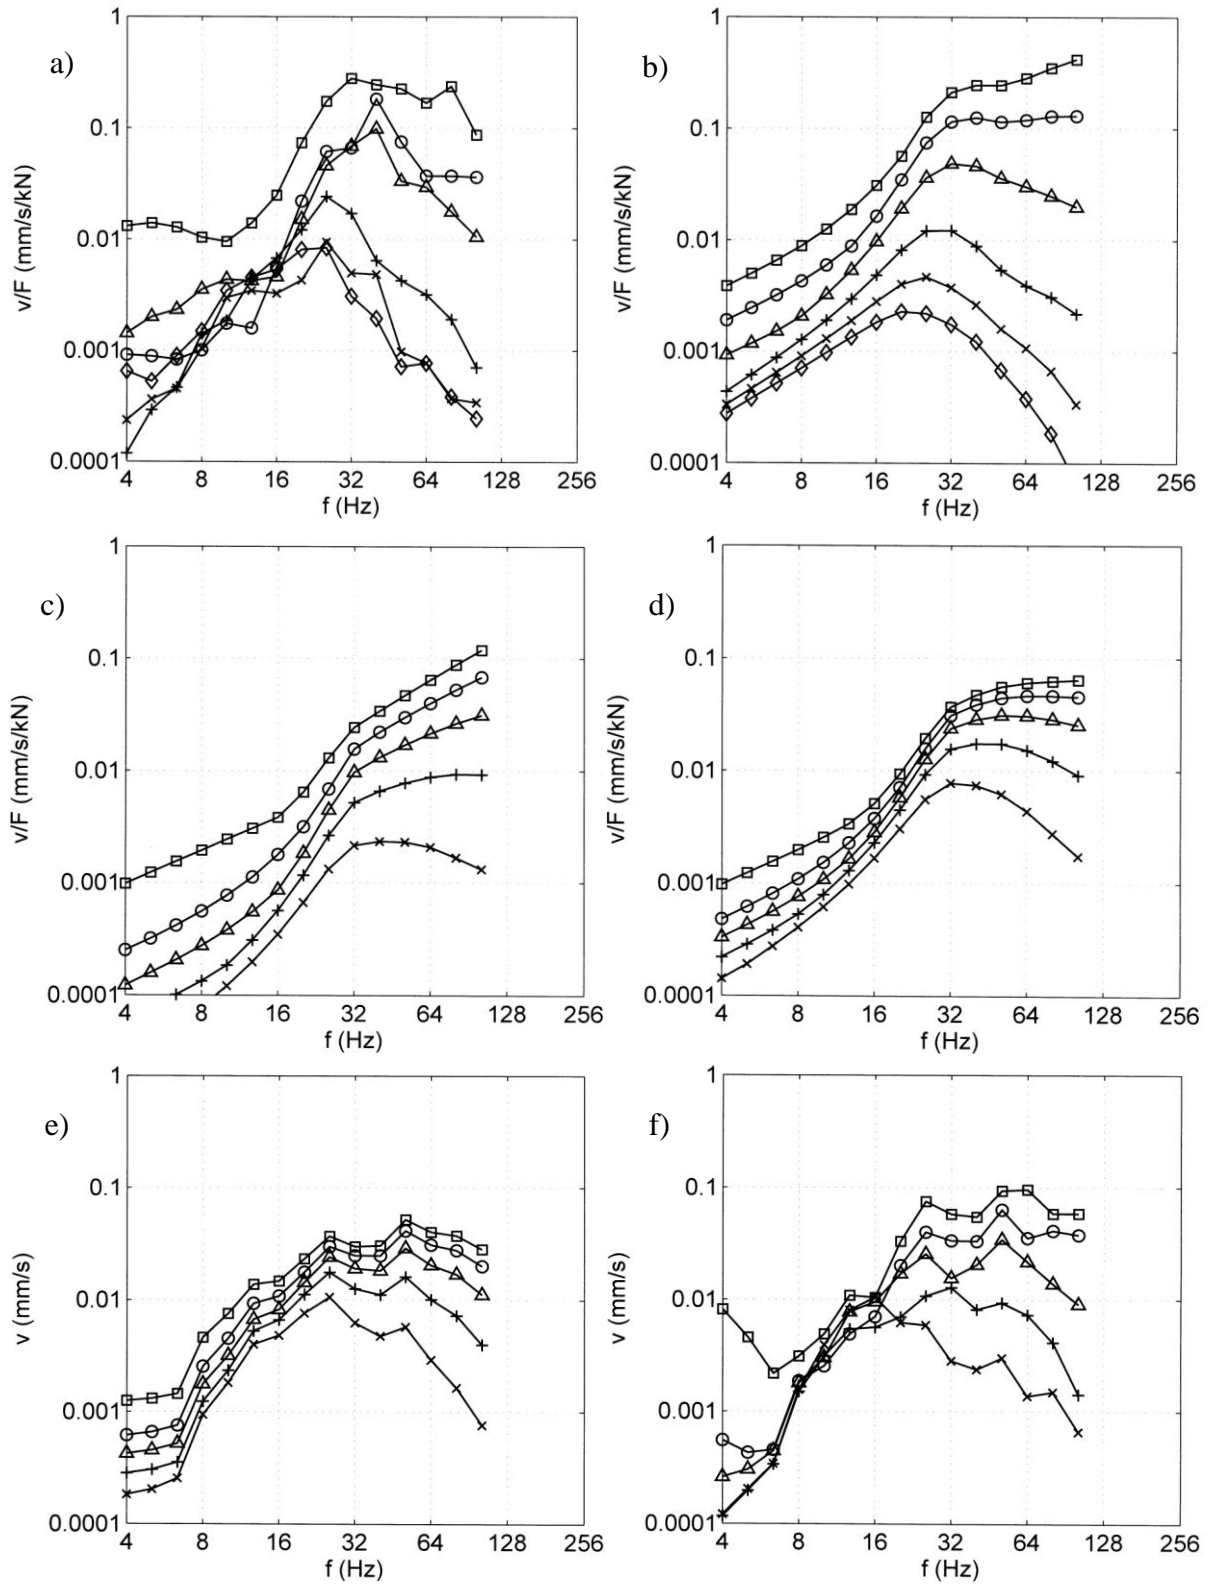 a)
1
0.1
0.01
0.001
0.0001
v/F (mm/s/kN)
4 8 16 32 64 128 256
f (Hz)
b)
1
0.1
0.01
0.001
0.0001
v/F (mm/s/kN)
4 8 16 32 64 128 256
f (Hz)
c)
1
0.1
0.01
0.001
0.0001
v/F (mm/s/kN)
4 8 16 32 64 128 256
f (Hz)
d)
1
0.1
0.01
0.001
0.0001
v/F (mm/s/kN)
4 8 16 32 64 128 256
f (Hz)
e)
1
0.1
0.01
0.001
0.0001
v (mm/s)
4 8 16 32 64 128 256
f (Hz)
f)
1
0.1
0.01
0.001
0.0001
v (mm/s)
4 8 16 32 64 128 256
f (Hz)